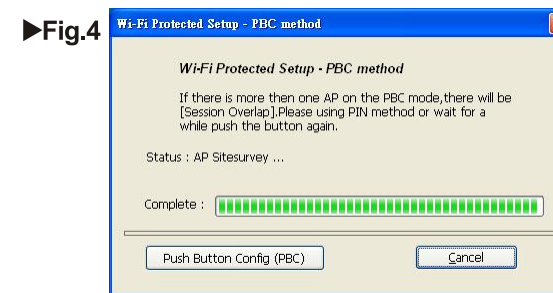 ▶Fig.4
Wi-Fi Protected Setup - PBC method
Wi-Fi Protected Setup - PBC method
If there is more then one AP on the PBC mode,there will be
[Session Overlap].Please using PIN method or wait for a
while push the button again.
Status : AP Sitesurvey ...
Complete :
Push Button Config (PBC)
Cancel